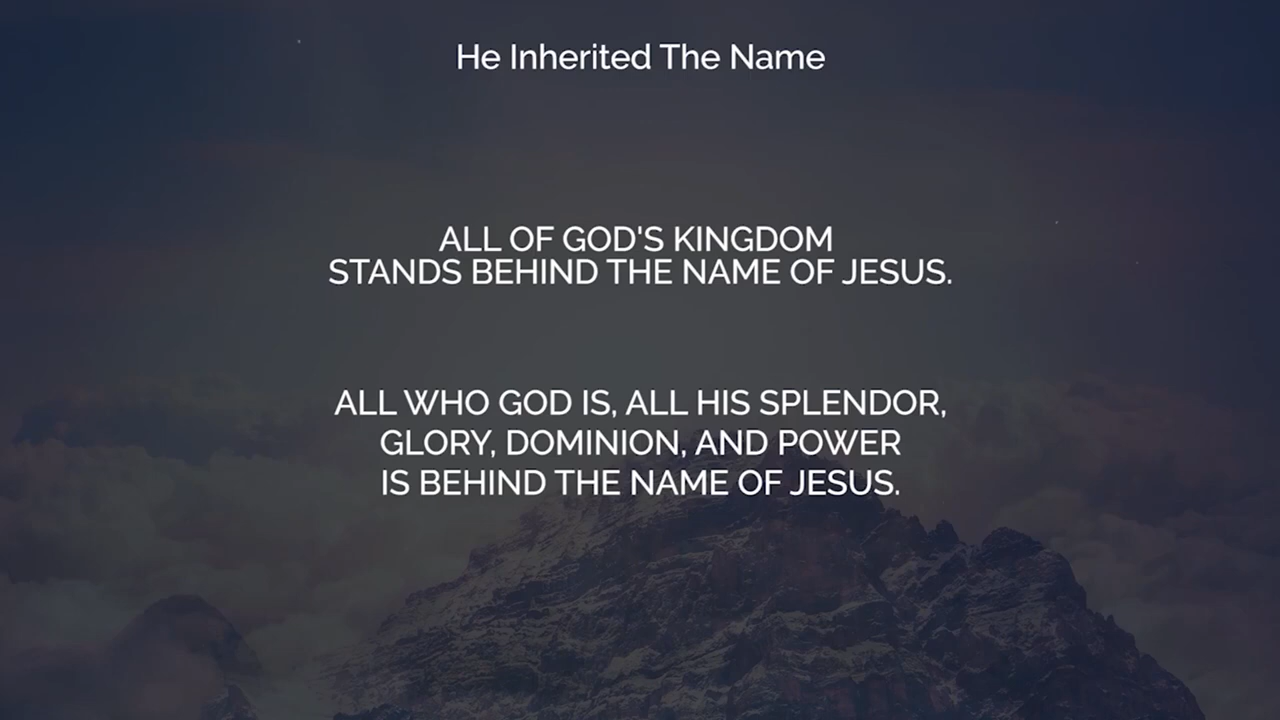 He Inherited The Name
ALL OF GOD'S KINGDOM
STANDS BEHIND THE NAME OF JESUS.
ALL WHO GOD IS, ALL HIS SPLENDOR,
GLORY, DOMINION, AND POWER
IS BEHIND THE NAME OF JESUS.